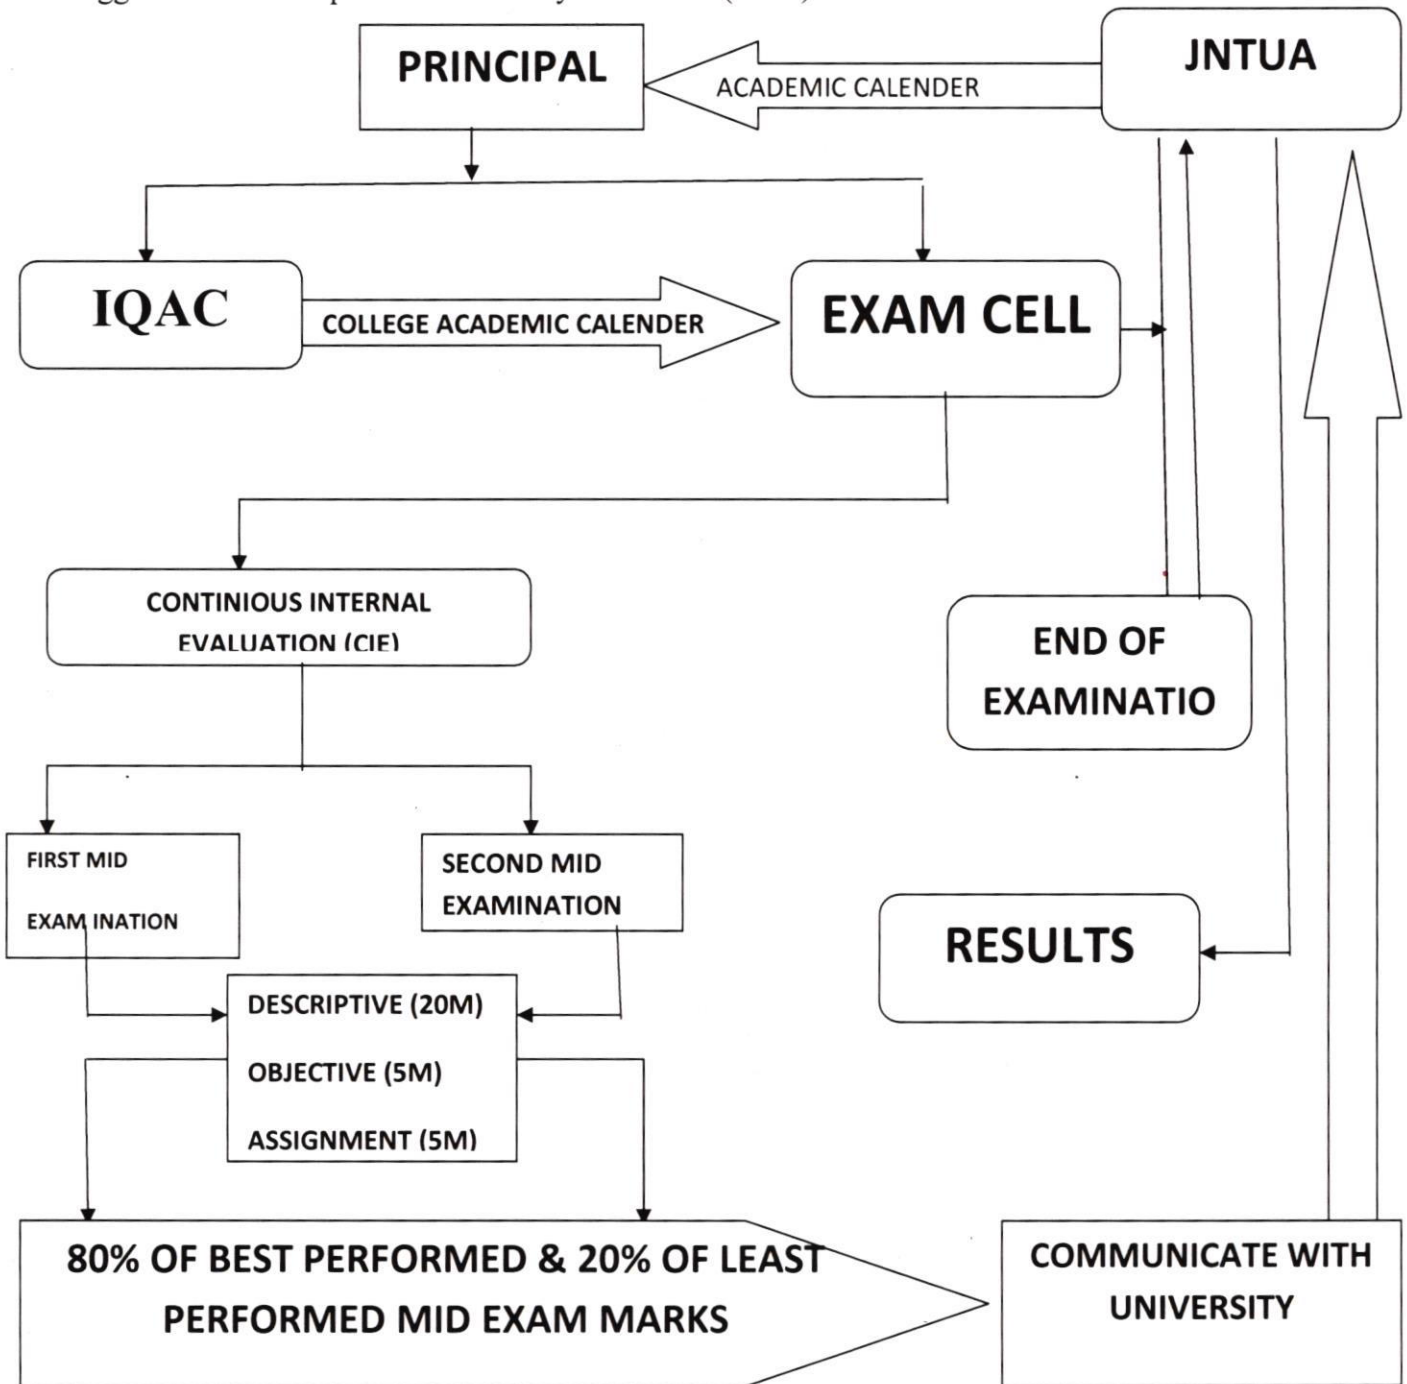 PRINCIPAL
ACADEMIC CALENDER
JNTUA
IQAC
COLLEGE ACADEMIC CALENDER
EXAM CELL
CONTINIOUS INTERNAL
EVALUATION (CIE)
END OF
EXAMINATIO
FIRST MID
EXAM INATION
SECOND MID
EXAMINATION
RESULTS
DESCRIPTIVE (20M)
OBJECTIVE (5M)
ASSIGNMENT (5M)
80% OF BEST PERFORMED & 20% OF LEAST
PERFORMED MID EXAM MARKS
COMMUNICATE WITH
UNIVERSITY